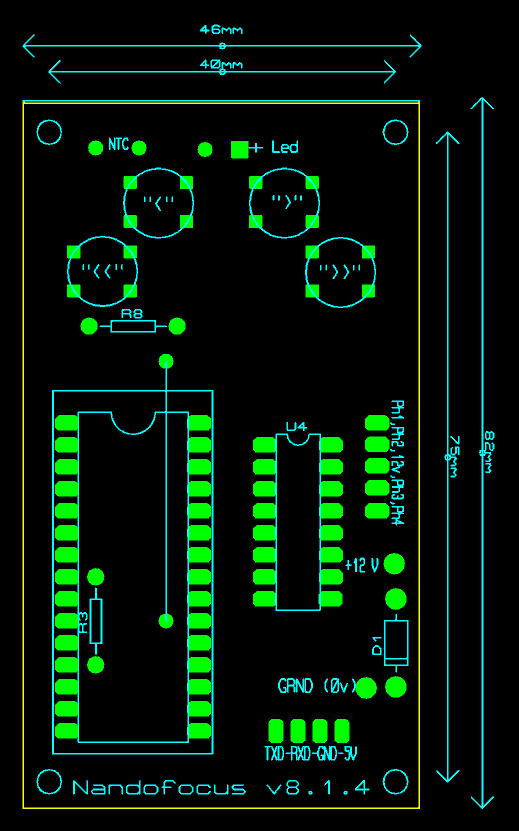 46mm
40mm
NTC
+ Led
"<"
">"
"<<"
">>"
R8
Ph1,Ph2,12v,Ph3,Ph4
U4
75mm
82mm
+12 V
R3
D1
GRND (0v)
TXD-RXD-GND-5V
Nandofocus v8.1.4